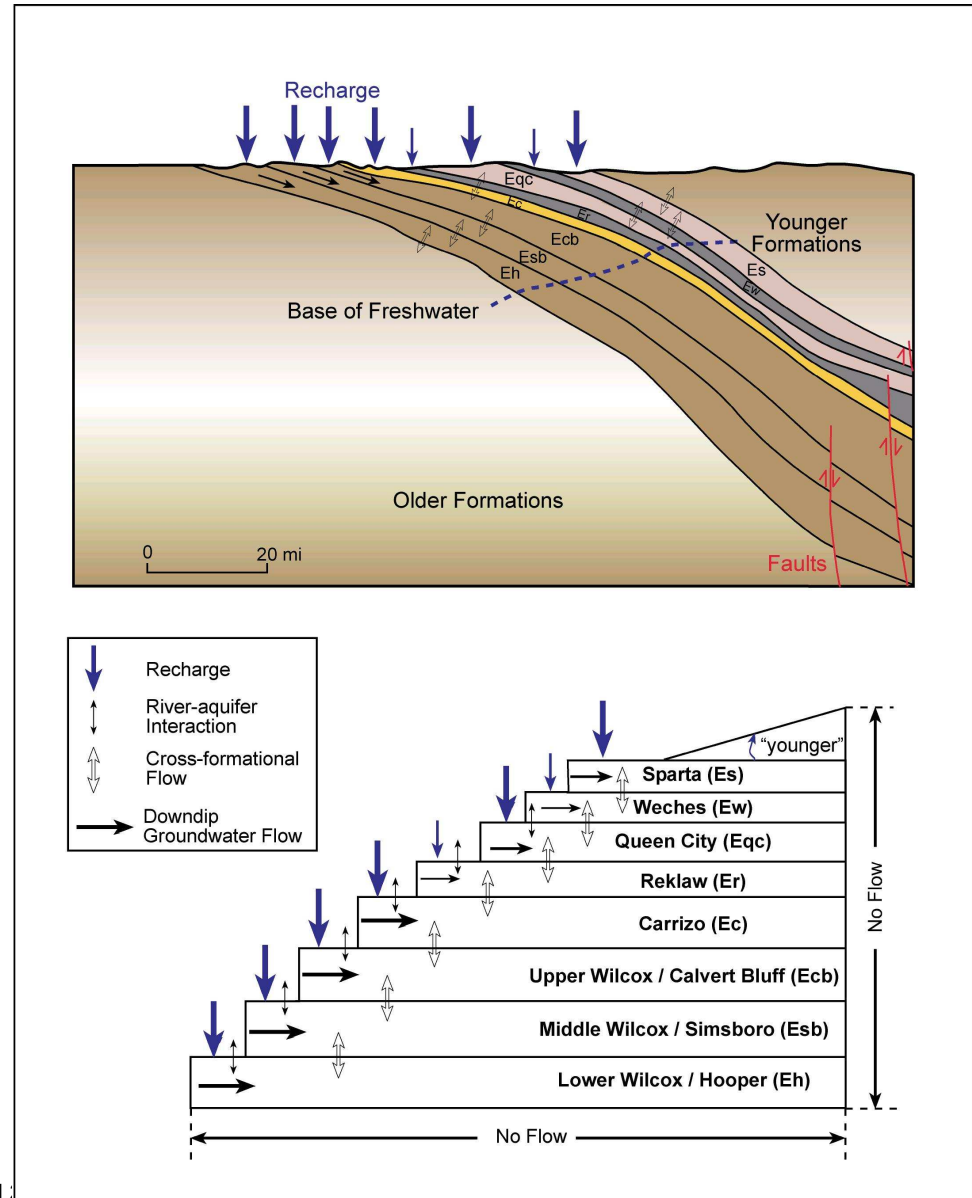 Recharge
Eqc
Ec
Er
Ecb
Esb
Eh
Younger
Formations
Es
Ew
Base of Freshwater
Older Formations
0
20 mi
Faults
Recharge
River-aquifer
Interaction
Cross-formational
Flow
Downdip
Groundwater Flow
"younger"
Sparta (Es)
Weches (Ew)
Queen City (Eqc)
Reklaw (Er)
Carrizo (Ec)
Upper Wilcox / Calvert Bluff (Ecb)
Middle Wilcox / Simsboro (Esb)
Lower Wilcox / Hooper (Eh)
No Flow
No Flow